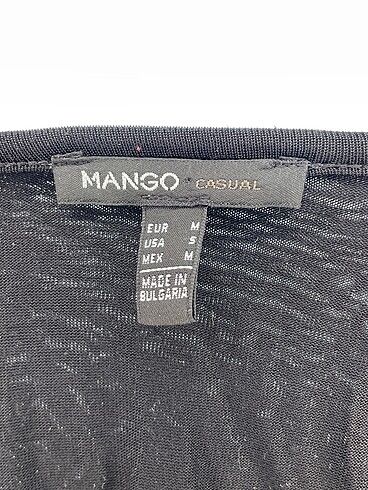 MANGO CASUAL
EUR M
USA S
MEX M
MADE IN
BULGARIA